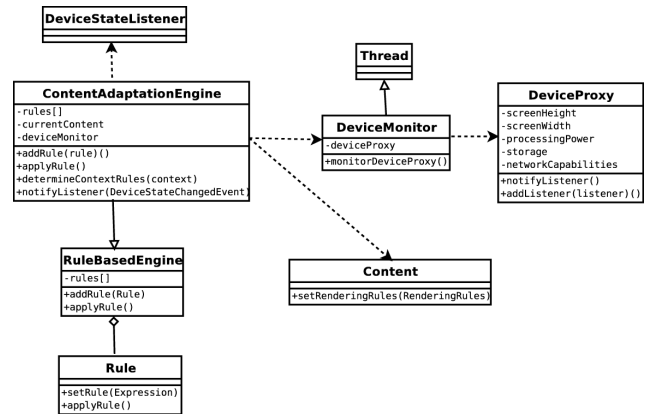 DeviceStateListener
Thread
ContentAdaptationEngine
-rules[]
-currentContent
-deviceMonitor
+addRule(rule)()
+applyRule()
+determineContextRules(context)
+notifyListener(DeviceStateChangedEvent)
DeviceMonitor
-deviceProxy
+monitorDeviceProxy()
DeviceProxy
-screenHeight
-screenWidth
-processingPower
-storage
-networkCapabilities
+notifyListener()
+addListener(listener)()
RuleBasedEngine
-rules[]
+addRule(Rule)
+applyRule()
Content
+setRenderingRules(RenderingRules)
Rule
+setRule(Expression)
+applyRule()